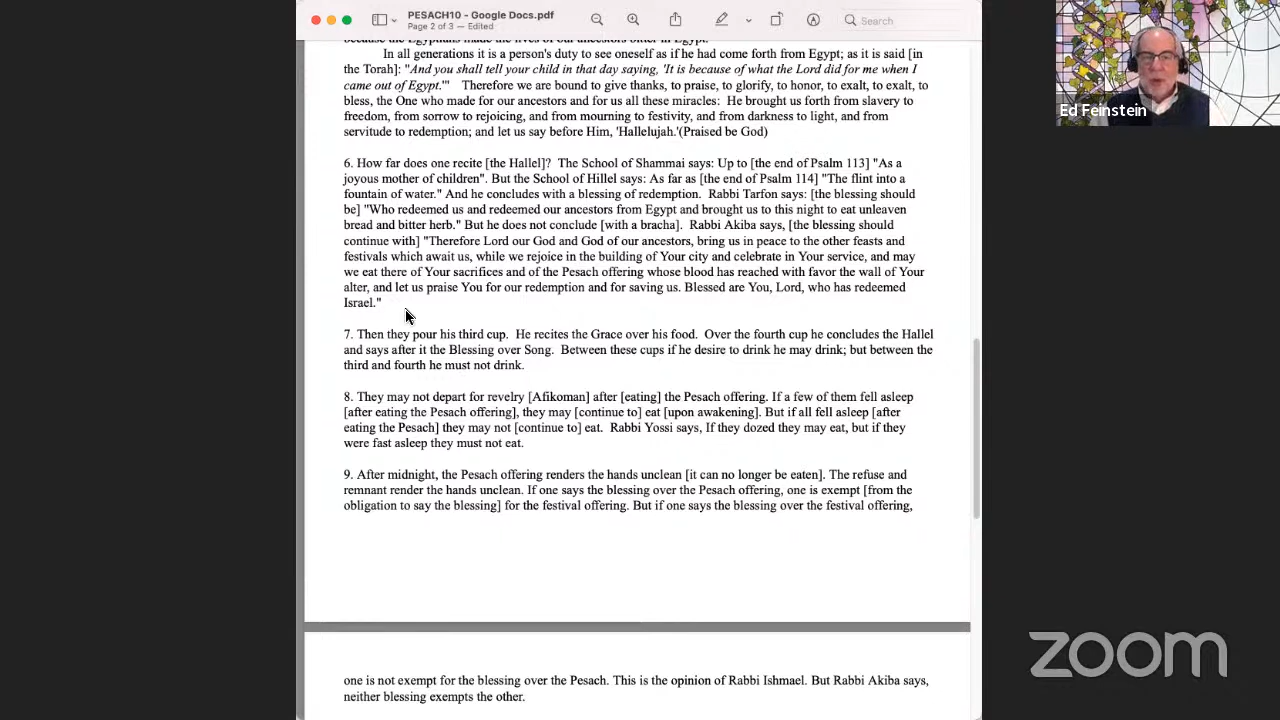 PESACH10 - Google Docs.pdf
Page 2 of 3 — Edited
Search
because the Egyptians made the lives of our ancestors bitter in Egypt.
In all generations it is a person's duty to see oneself as if he had come forth from Egypt; as it is said [in
the Torah]: "And you shall tell your child in that day saying, 'It is because of what the Lord did for me when I
came out of Egypt.'" Therefore we are bound to give thanks, to praise, to glorify, to honor, to exalt, to exalt, to
bless, the One who made for our ancestors and for us all these miracles: He brought us forth from slavery to
freedom, from sorrow to rejoicing, and from mourning to festivity, and from darkness to light, and from
servitude to redemption; and let us say before Him, 'Hallelujah.'(Praised be God)
6. How far does one recite [the Hallel]? The School of Shammai says: Up to [the end of Psalm 113] "As a
joyous mother of children". But the School of Hillel says: As far as [the end of Psalm 114] "The flint into a
fountain of water." And he concludes with a blessing of redemption. Rabbi Tarfon says: [the blessing should
be] "Who redeemed us and redeemed our ancestors from Egypt and brought us to this night to eat unleaven
bread and bitter herb." But he does not conclude [with a bracha]. Rabbi Akiba says, [the blessing should
continue with] "Therefore Lord our God and God of our ancestors, bring us in peace to the other feasts and
festivals which await us, while we rejoice in the building of Your city and celebrate in Your service, and may
we eat there of Your sacrifices and of the Pesach offering whose blood has reached with favor the wall of Your
alter, and let us praise You for our redemption and for saving us. Blessed are You, Lord, who has redeemed
Israel."
7. Then they pour his third cup. He recites the Grace over his food. Over the fourth cup he concludes the Hallel
and says after it the Blessing over Song. Between these cups if he desire to drink he may drink; but between the
third and fourth he must not drink.
8. They may not depart for revelry [Afikoman] after [eating] the Pesach offering. If a few of them fell asleep
[after eating the Pesach offering], they may [continue to] eat [upon awakening]. But if all fell asleep [after
eating the Pesach] they may not [continue to] eat. Rabbi Yossi says, If they dozed they may eat, but if they
were fast asleep they must not eat.
9. After midnight, the Pesach offering renders the hands unclean [it can no longer be eaten]. The refuse and
remnant render the hands unclean. If one says the blessing over the Pesach offering, one is exempt [from the
obligation to say the blessing] for the festival offering. But if one says the blessing over the festival offering,
one is not exempt for the blessing over the Pesach. This is the opinion of Rabbi Ishmael. But Rabbi Akiba says,
neither blessing exempts the other.
Ed Feinstein
zoom